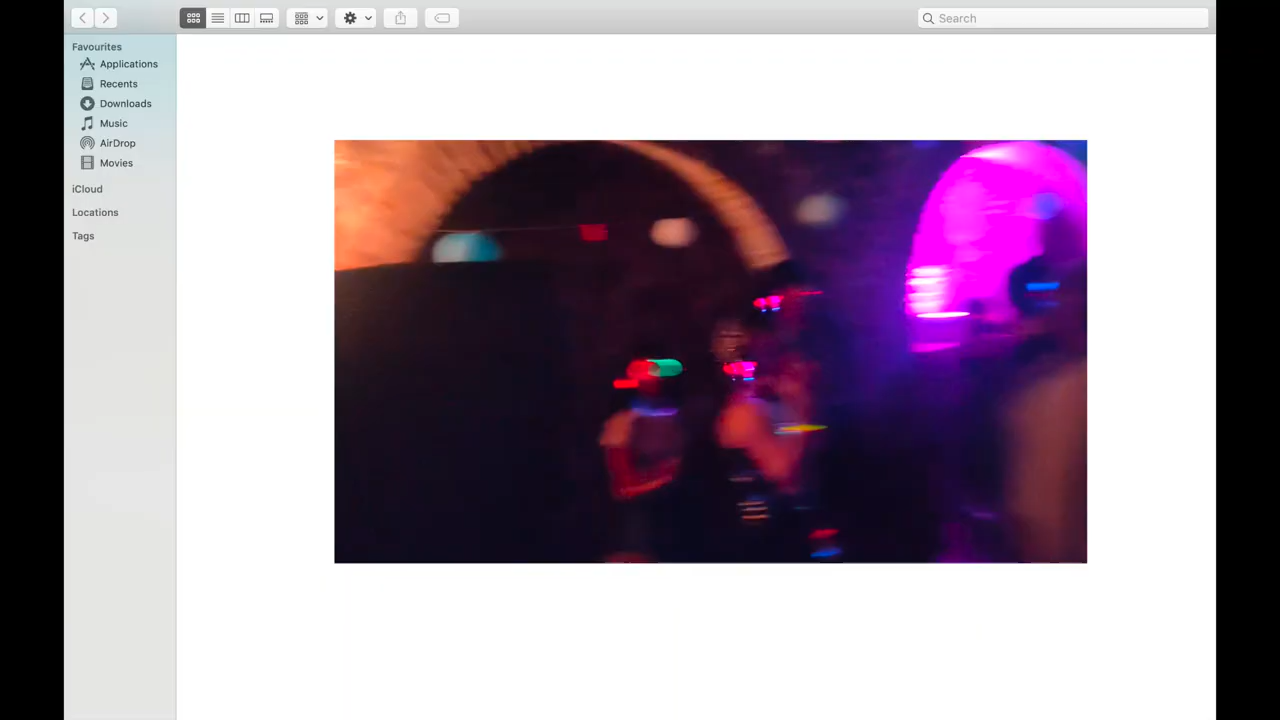 Search
Favourites
Applications
Recents
Downloads
Music
AirDrop
Movies
iCloud
Locations
Tags